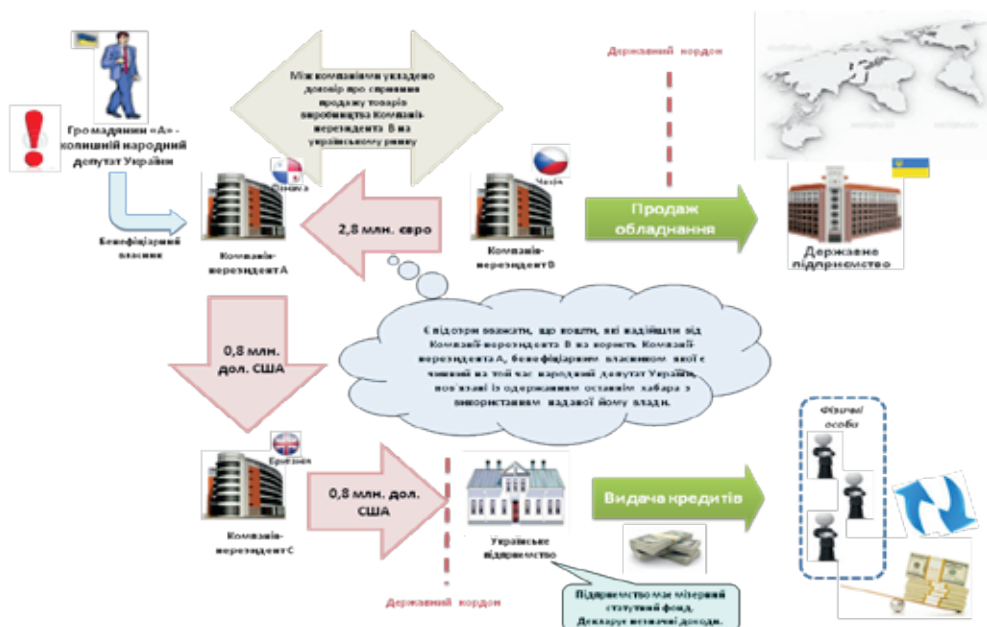 Державний кордон
Між компаніями укладено
договір про сприяння
продажу товарів
виробництва Компанії-
нерезидента В на
українському ринку
Громадянин «А» -
колишній народний
депутат України
Панама
Чехія
2,8 млн. євро
Продаж
обладнання
Бенефіціарний
власник
Компанія-
нерезидент А
Компанія-
нерезидент В
Державне
підприємство
0,8 млн.
дол. США
Є підозри вважати, що кошти, які надійшли від
Компанії-нерезидента В на користь Компанії-
нерезидента А, бенефіціарним власником якої є
чинний на той час народний депутат України,
пов'язані із одержанням останнім хабара з
використанням наданої йому влади.
Фізичні
особи
Британія
0,8 млн. дол.
США
Видача кредитів
Компанія-
нерезидент С
Українське
підприємство
Державний кордон
Підприємство має мізерний
статутний фонд.
Декларує незначні доходи.